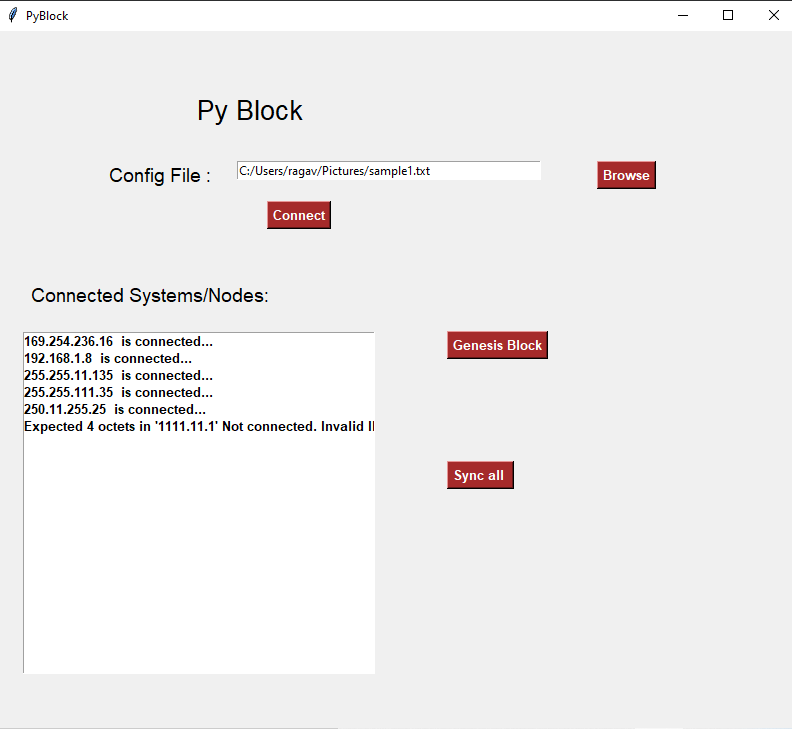 PyBlock
Py Block
Config File :
C:/Users/ragav/Pictures/sample1.txt
Browse
Connect
Connected Systems/Nodes:
169.254.236.16  is connected...
192.168.1.8  is connected...
255.255.11.135  is connected...
255.255.111.35  is connected...
250.11.255.25  is connected...
Expected 4 octets in '1111.11.1' Not connected. Invalid
Genesis Block
Sync all